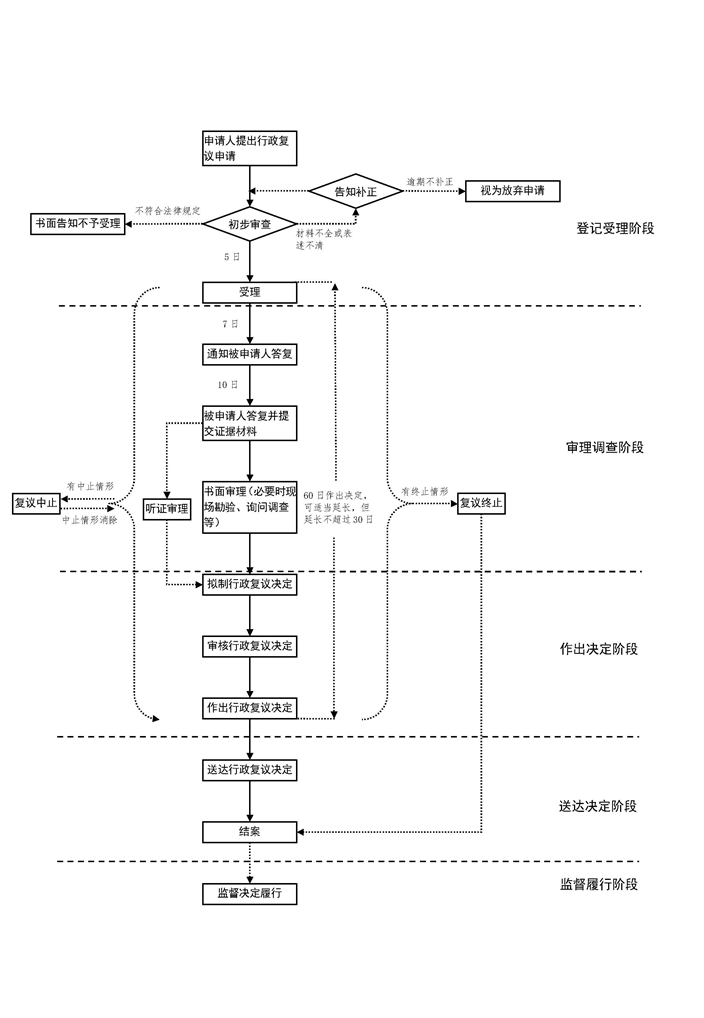 申请人提出行政复
议申请
告知补正
逾期不补正
视为放弃申请
不符合法律规定
书面告知不予受理
初步审查
材料不全或表
述不清
登记受理阶段
5 日
受理
7 日
通知被申请人答复
10 日
被申请人答复并提
交证据材料
审理调查阶段
有中止情形
复议中止
中止情形消除
听证审理
书面审理（必要时现
场勘验、询问调查
等）
60 日作出决定，
可适当延长，但
延长不超过 30 日
有终止情形
复议终止
拟制行政复议决定
审核行政复议决定
作出决定阶段
作出行政复议决定
送达行政复议决定
送达决定阶段
结案
监督决定履行
监督履行阶段